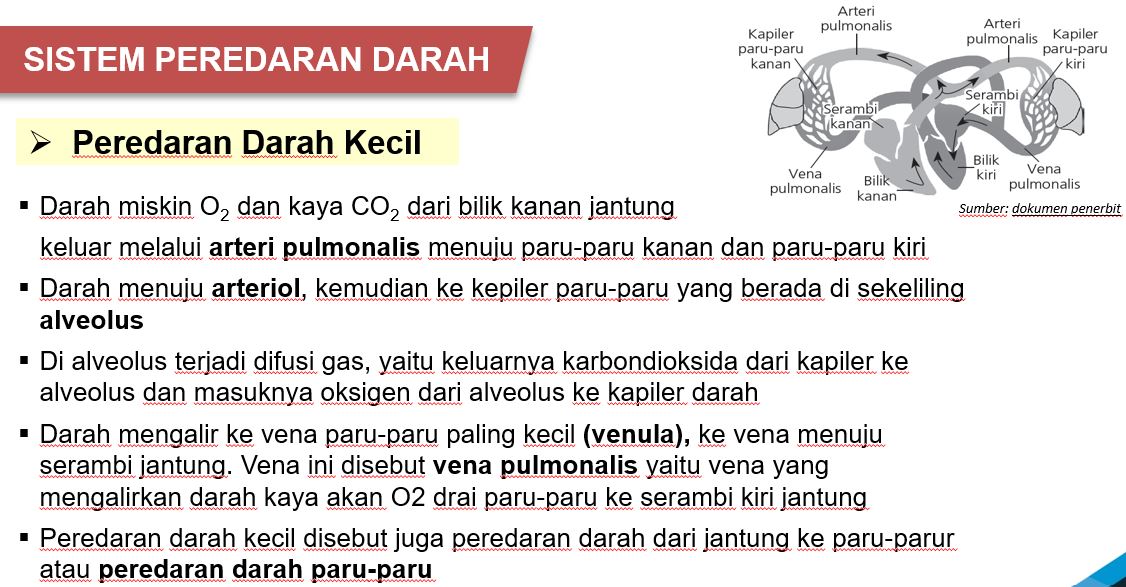 SISTEM PEREDARAN DARAH
➢ Peredaran Darah Kecil
Arteri
pulmonalis
Arteri
pulmonalis
Kapiler
paru-paru
kanan
Kapiler
paru-paru
kiri
Serambi
kanan
Serambi
kiri
Vena
pulmonalis
Bilik
kanan
Bilik
kiri
Vena
pulmonalis
Sumber: dokumen penerbit
▪ Darah miskin O₂ dan kaya CO₂ dari bilik kanan jantung
keluar melalui arteri pulmonalis menuju paru-paru kanan dan paru-paru kiri
▪ Darah menuju arteriol, kemudian ke kepiler paru-paru yang berada di sekeliling
alveolus
▪ Di alveolus terjadi difusi gas, yaitu keluarnya karbondioksida dari kapiler ke
alveolus dan masuknya oksigen dari alveolus ke kapiler darah
▪ Darah mengalir ke vena paru-paru paling kecil (venula), ke vena menuju
serambi jantung. Vena ini disebut vena pulmonalis yaitu vena yang
mengalirkan darah kaya akan O2 drai paru-paru ke serambi kiri jantung
▪ Peredaran darah kecil disebut juga peredaran darah dari jantung ke paru-parur
atau peredaran darah paru-paru